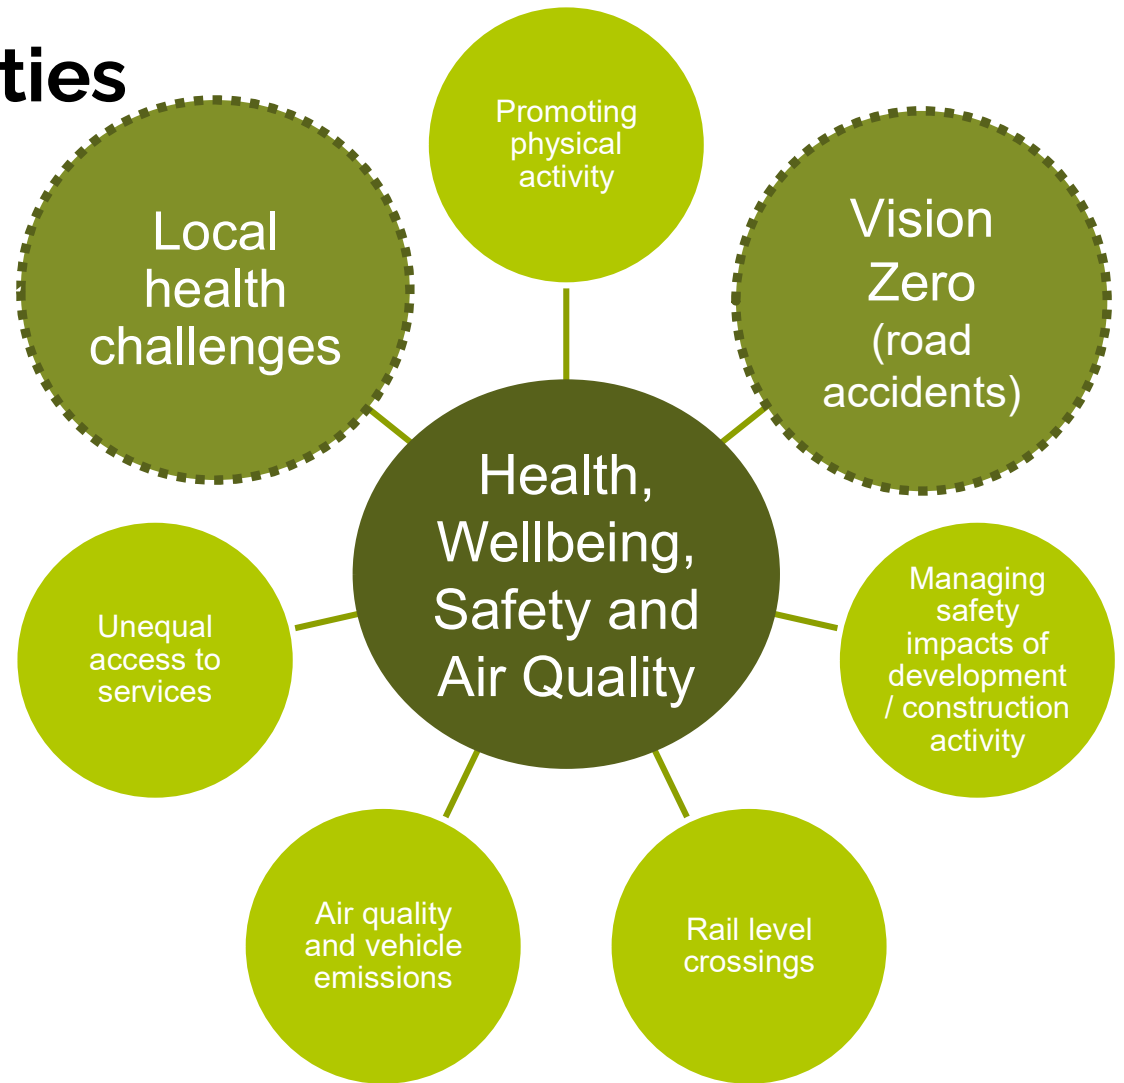 ties
Promoting
physical
activity
Local
health
challenges
Vision
Zero
(road
accidents)
Health,
Wellbeing,
Safety and
Air Quality
Unequal
access to
services
Managing
safety
impacts of
development
/ construction
activity
Air quality
and vehicle
emissions
Rail level
crossings